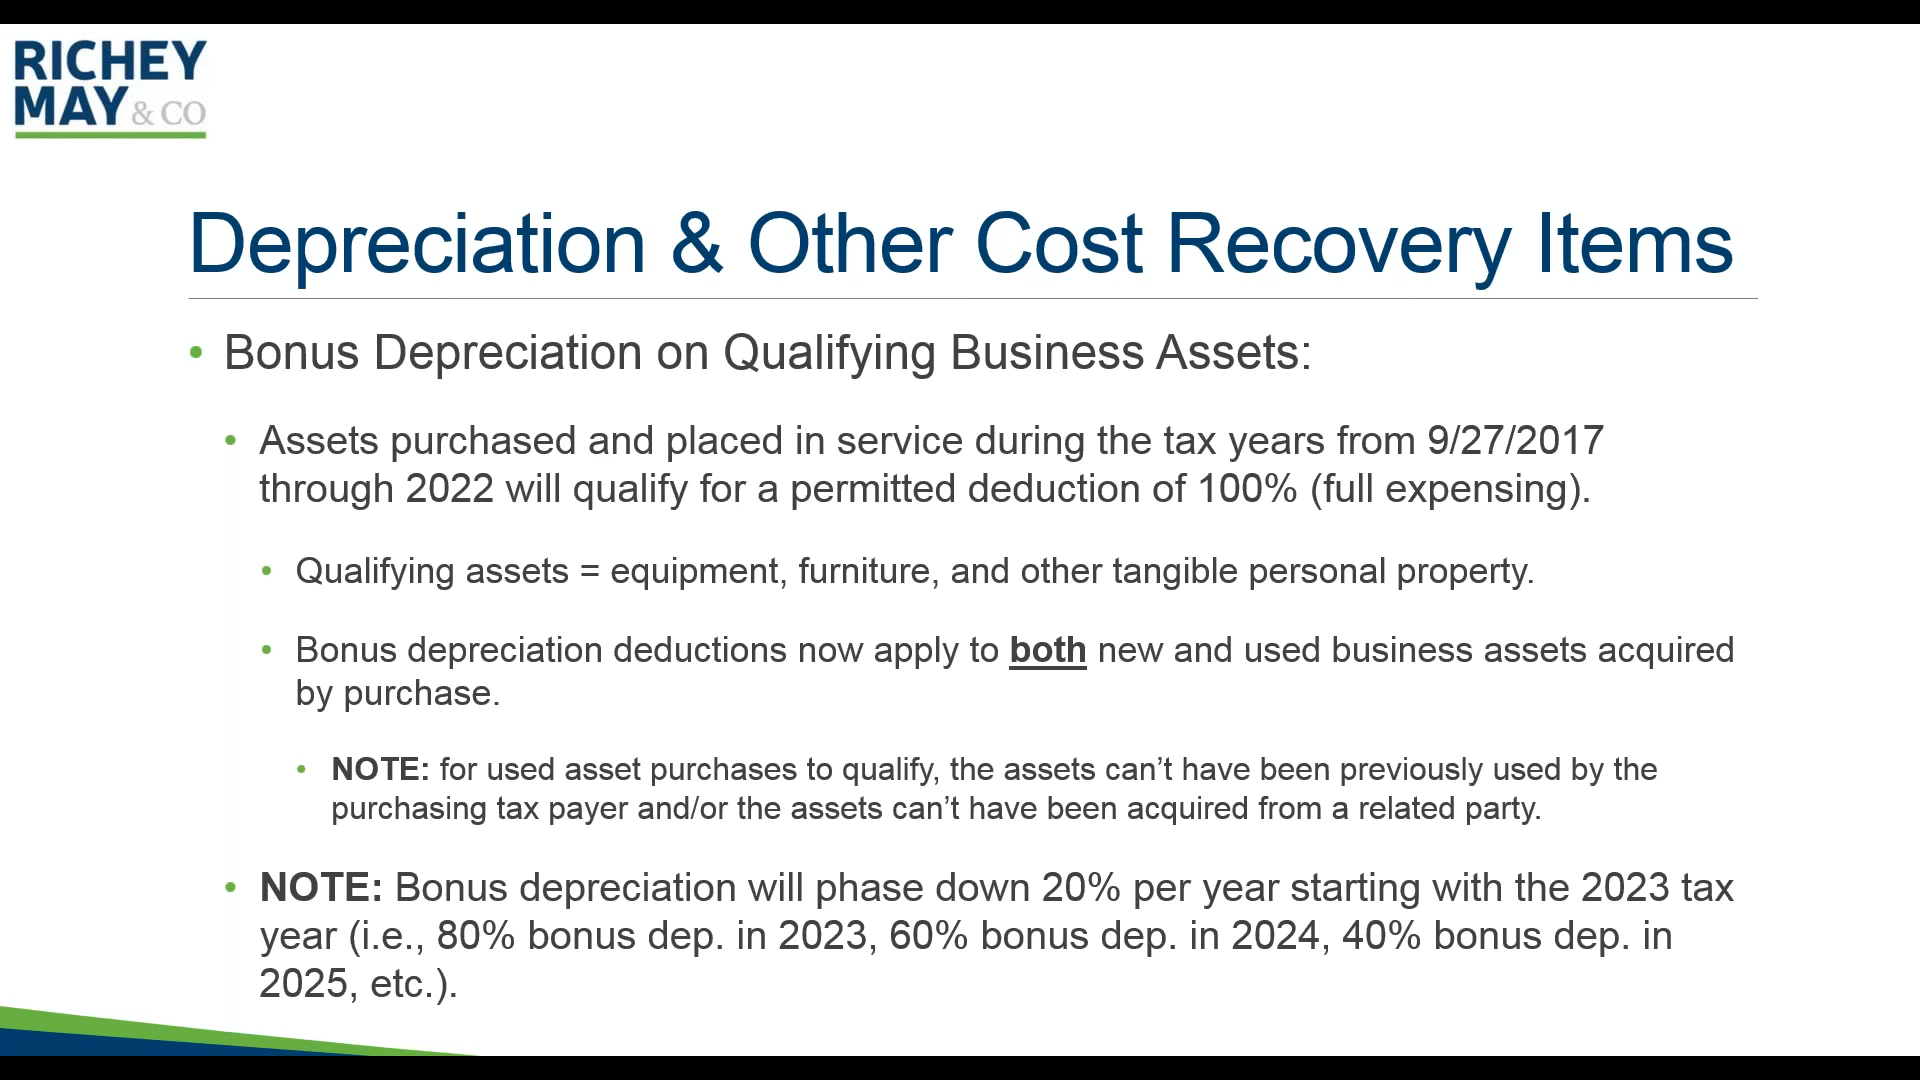 RICHEY
MAY & CO
Depreciation & Other Cost Recovery Items
• Bonus Depreciation on Qualifying Business Assets:
• Assets purchased and placed in service during the tax years from 9/27/2017
through 2022 will qualify for a permitted deduction of 100% (full expensing).
• Qualifying assets = equipment, furniture, and other tangible personal property.
• Bonus depreciation deductions now apply to both new and used business assets acquired
by purchase.
• NOTE: for used asset purchases to qualify, the assets can’t have been previously used by the
purchasing tax payer and/or the assets can’t have been acquired from a related party.
• NOTE: Bonus depreciation will phase down 20% per year starting with the 2023 tax
year (i.e., 80% bonus dep. in 2023, 60% bonus dep. in 2024, 40% bonus dep. in
2025, etc.).